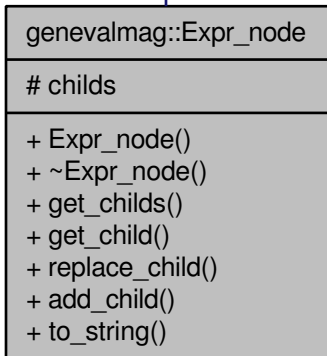 genevalmag::Expr_node
# childs
+ Expr_node()
+ ~Expr_node()
+ get_childs()
+ get_child()
+ replace_child()
+ add_child()
+ to_string()